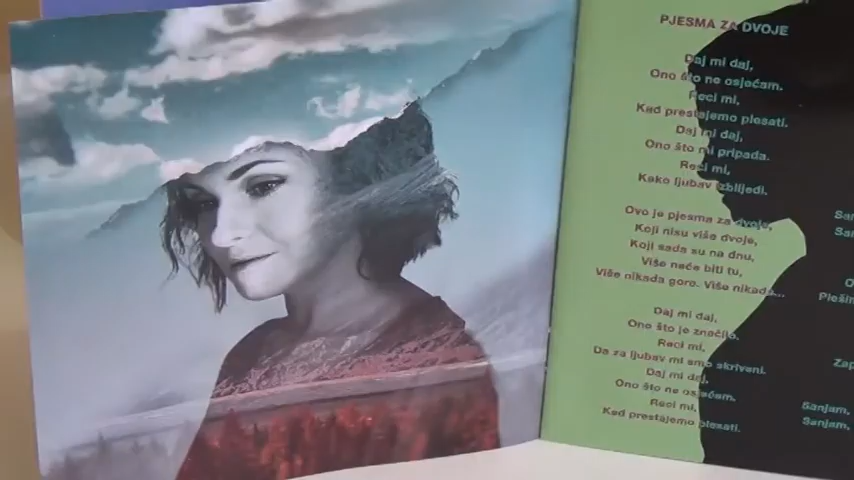 PJESMA ZA DVOJE
Daj mi daj,
Ono što ne osjećam.
Reci mi,
Kad prestajemo plesati.
Daj mi daj,
Ono što mi pripada.
Reci mi,
Kako ljubav izblijedi.
Ovo je pjesma za dvoje,
Koji nisu više dvoje,
Koji sada su na dnu,
Više neće biti tu,
Više nikada goro. Više nikada...
Daj mi daj,
Ono što je značilo.
Reci mi,
Da za ljubav mi smo skriveni.
Daj mi daj,
Ono što ne osjećam.
Reci mi,
Kad prestajemo plesati.
Sanjam.
Sanjam.